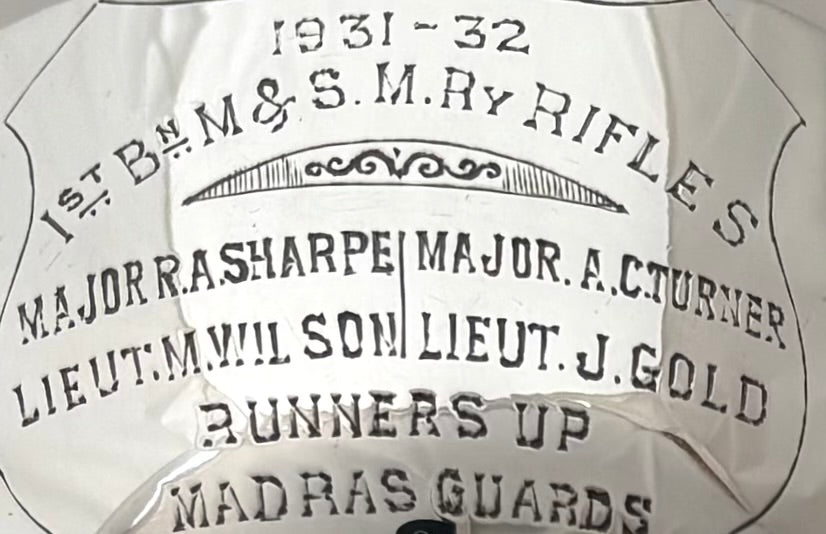 1931-32
1ST BN M & S.M.RY RIFLES
MAJOR R.A.SHARPE MAJOR. A.C.TURNER
LIEUT.M.WILSON LIEUT. J.GOLD
RUNNERS UP
MADRAS GUARDS